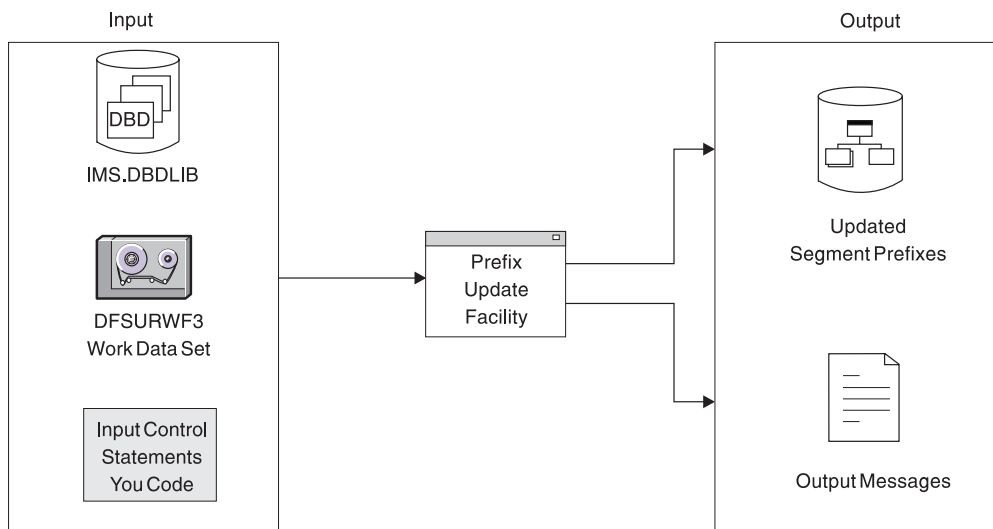 Input
DBD
IMS.DBDLIB
DFSURWF3
Work Data Set
Input Control
Statements
You Code
Prefix
Update
Facility
Output
Updated
Segment Prefixes
Output Messages